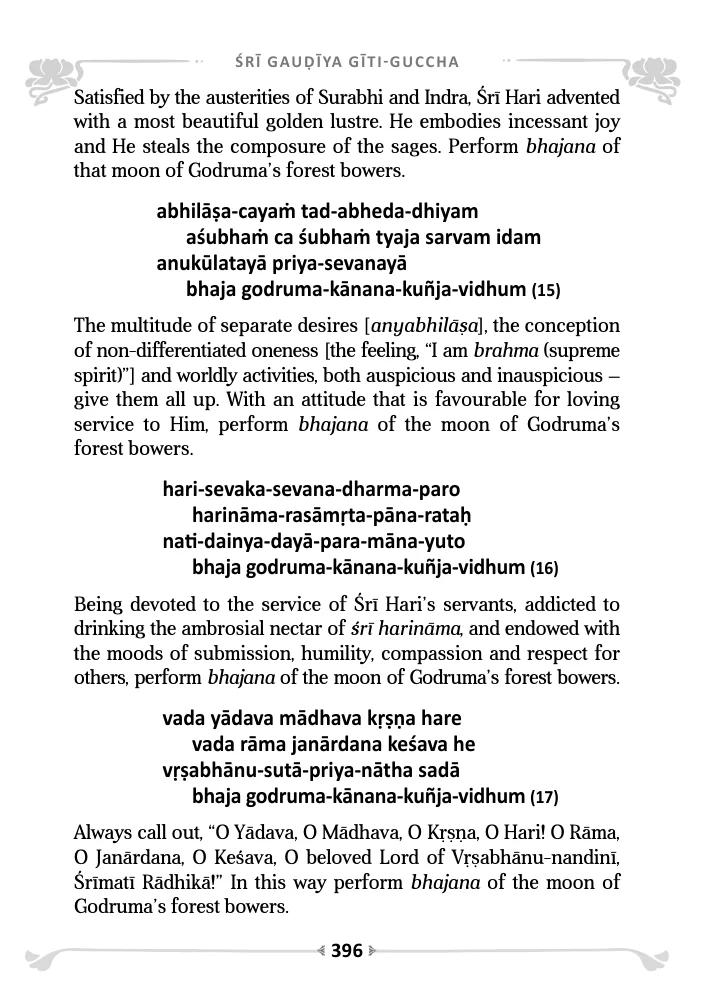 ŚRĪ GAUḌĪYA GĪTI-GUCCHA
Satisfied by the austerities of Surabhi and Indra, Śrī Hari advented
with a most beautiful golden lustre. He embodies incessant joy
and He steals the composure of the sages. Perform bhajana of
that moon of Godruma’s forest bowers.
abhilāṣa-cayaṁ tad-abheda-dhiyam
aśubhaṁ ca śubhaṁ tyaja sarvam idam
anukūlatayā priya-sevanayā
bhaja godruma-kānana-kuñja-vidhum (15)
The multitude of separate desires [anyabhilāṣa], the conception
of non-differentiated oneness [the feeling, “I am brahma (supreme
spirit)”] and worldly activities, both auspicious and inauspicious –
give them all up. With an attitude that is favourable for loving
service to Him, perform bhajana of the moon of Godruma’s
forest bowers.
hari-sevaka-sevana-dharma-paro
harināma-rasāmṛta-pāna-rataḥ
nati-dainya-dayā-para-māna-yuto
bhaja godruma-kānana-kuñja-vidhum (16)
Being devoted to the service of Śrī Hari’s servants, addicted to
drinking the ambrosial nectar of śrī harināma, and endowed with
the moods of submission, humility, compassion and respect for
others, perform bhajana of the moon of Godruma’s forest bowers.
vada yādava mādhava kṛṣṇa hare
vada rāma janārdana keśava he
vṛṣabhānu-sutā-priya-nātha sadā
bhaja godruma-kānana-kuñja-vidhum (17)
Always call out, “O Yādava, O Mādhava, O Kṛṣṇa, O Hari! O Rāma,
O Janārdana, O Keśava, O beloved Lord of Vṛṣabhānu-nandinī,
Śrīmatī Rādhikā!” In this way perform bhajana of the moon of
Godruma’s forest bowers.
396